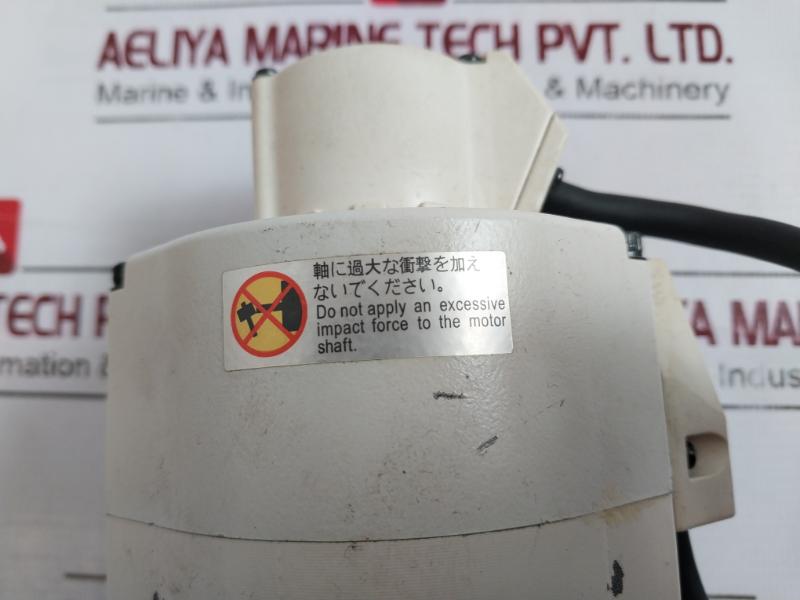 AELIYA MARINE TECH PVT. LTD.
Marine & In & Machinery
軸に過大な衝撃を加え
ないでください。
Do not apply an excessive
impact force to the motor
shaft.
TECH P
YA MARIN
mation &
Indus